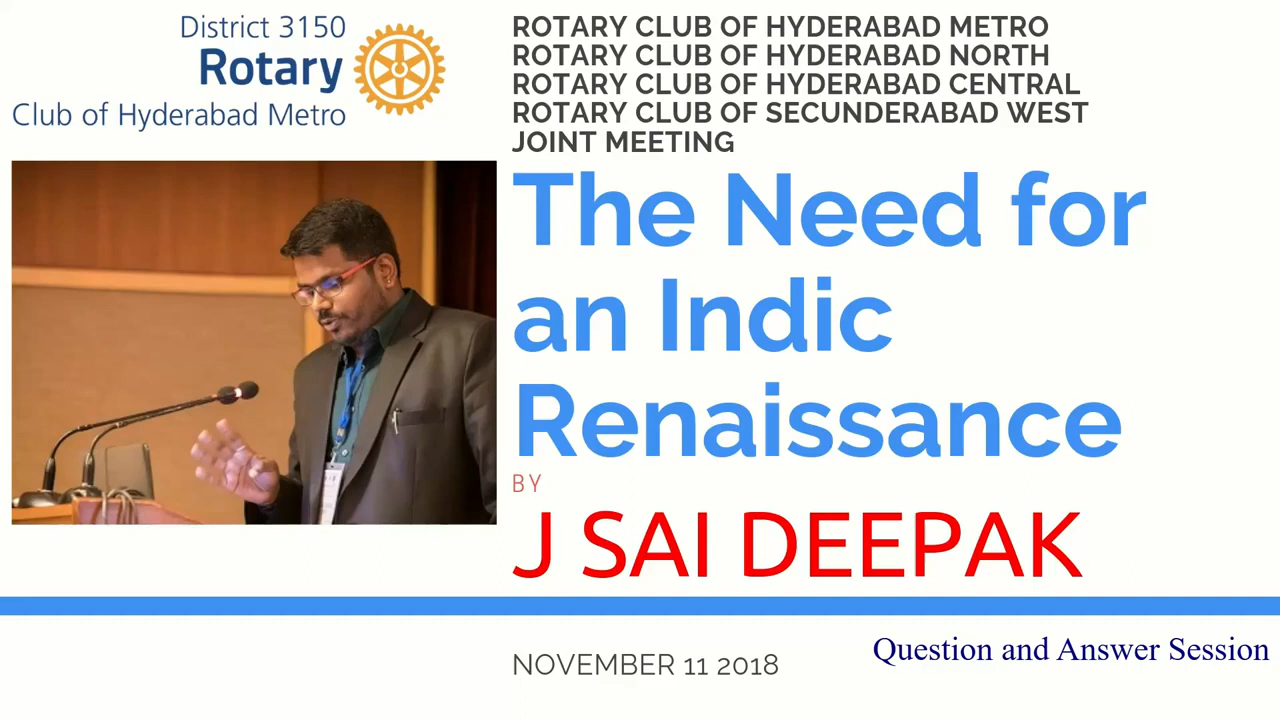 District 3150
Rotary
Club of Hyderabad Metro
ROTARY CLUB OF HYDERABAD METRO
ROTARY CLUB OF HYDERABAD NORTH
ROTARY CLUB OF HYDERABAD CENTRAL
ROTARY CLUB OF SECUNDERABAD WEST
JOINT MEETING
The Need for
an Indic
Renaissance
BY
J SAI DEEPAK
NOVEMBER 11 2018
Question and Answer Session